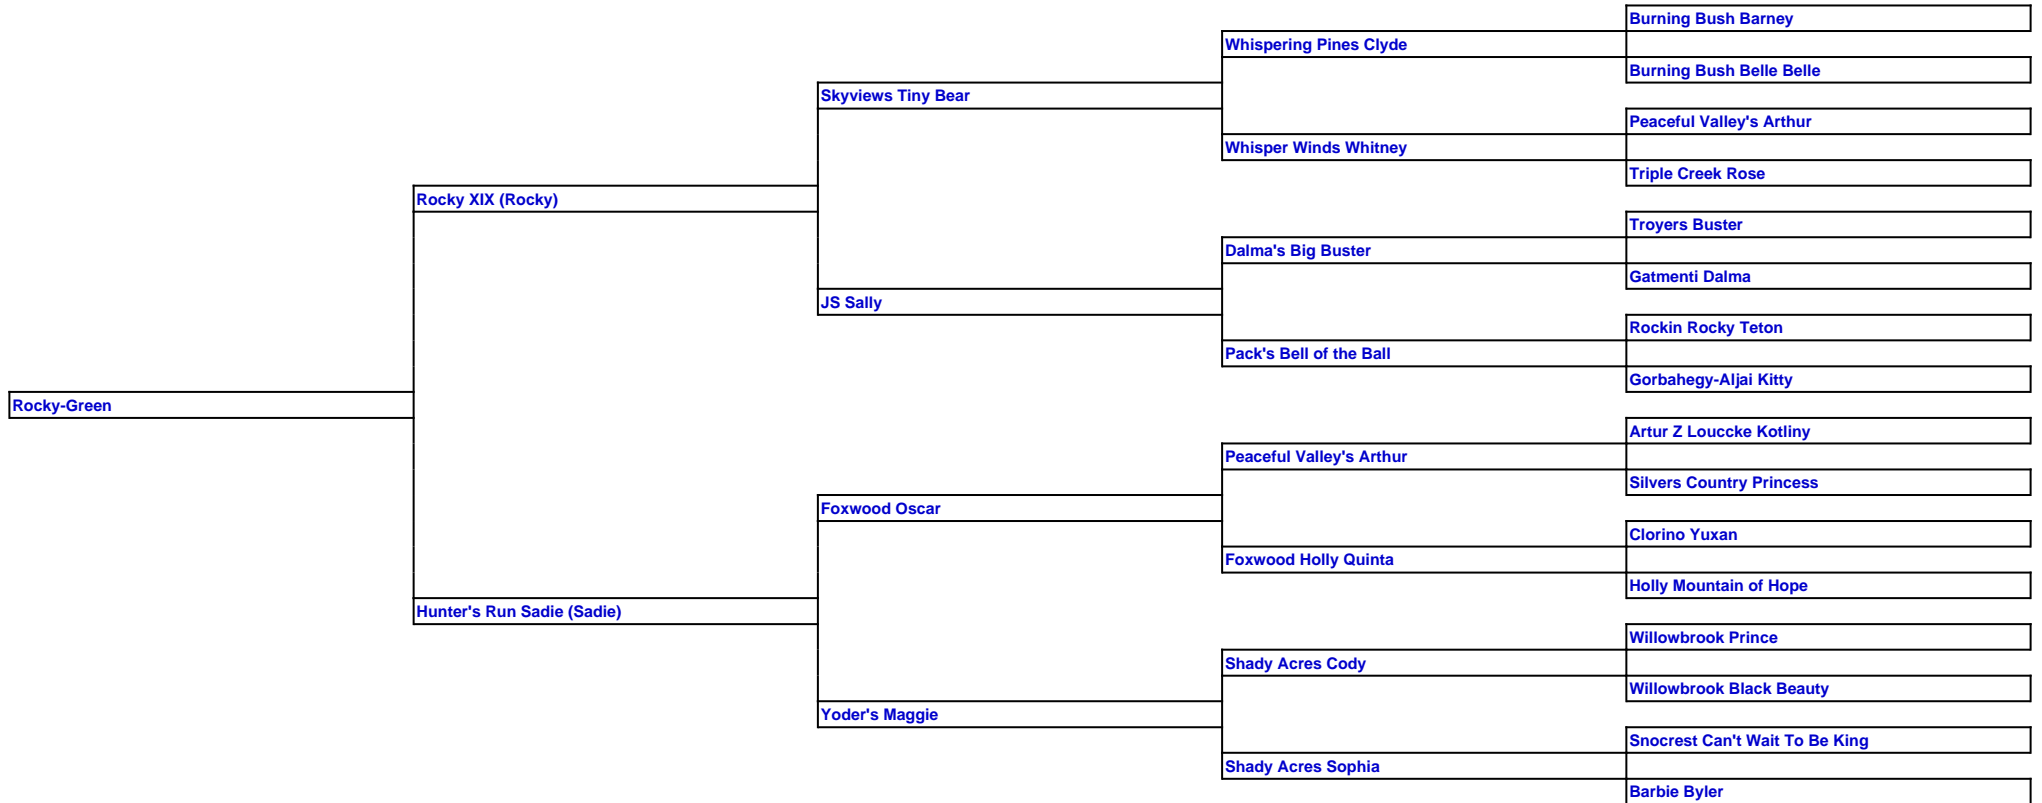 Burning Bush Barney
Whispering Pines Clyde
Burning Bush Belle Belle
Skyviews Tiny Bear
Peaceful Valley's Arthur
Whisper Winds Whitney
Triple Creek Rose
Rocky XIX (Rocky)
Troyers Buster
Dalma's Big Buster
Gatmenti Dalma
JS Sally
Rockin Rocky Teton
Pack's Bell of the Ball
Gorbahegy-Aljai Kitty
Rocky-Green
Artur Z Louccke Kotliny
Peaceful Valley's Arthur
Silvers Country Princess
Foxwood Oscar
Clorino Yuxan
Foxwood Holly Quinta
Holly Mountain of Hope
Hunter's Run Sadie (Sadie)
Willowbrook Prince
Shady Acres Cody
Willowbrook Black Beauty
Yoder's Maggie
Snocrest Can't Wait To Be King
Shady Acres Sophia
Barbie Byler